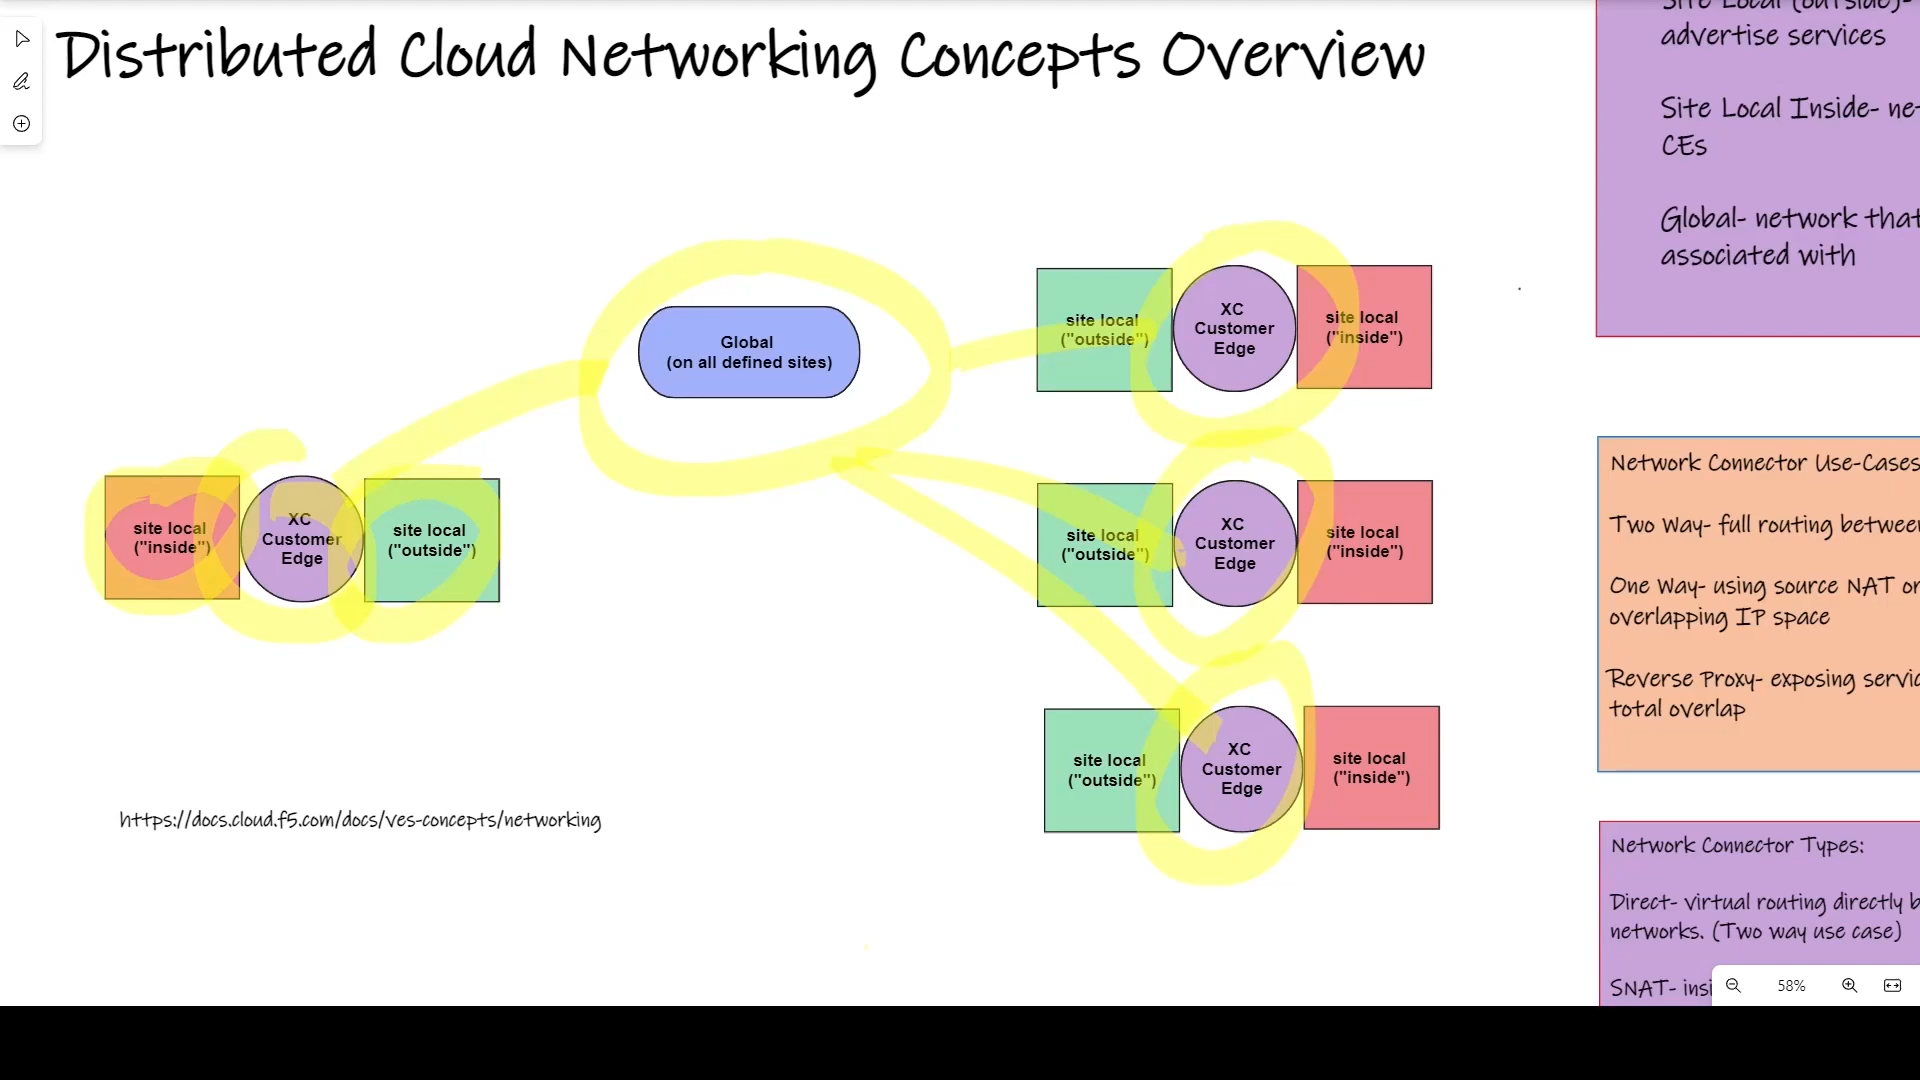 Distributed Cloud Networking Concepts Overview
Global
(on all defined sites)
site local
("inside")
XC
Customer
Edge
site local
("outside")
site local
("outside")
XC
Customer
Edge
site local
("inside")
site local
("outside")
XC
Customer
Edge
site local
("inside")
site local
("outside")
XC
Customer
Edge
site local
("inside")
https://docs.cloud.f5.com/docs/ves-concepts/networking
Site Local (outside)-
advertise services
Site Local Inside- ne
CEs
Global- network that
associated with
Network Connector Use-Cases
Two Way- full routing between
One Way- using source NAT or
overlapping IP space
Reverse Proxy- exposing servic
total overlap
Network Connector Types:
Direct- virtual routing directly b
networks. (Two way use case)
SNAT- insi
58%